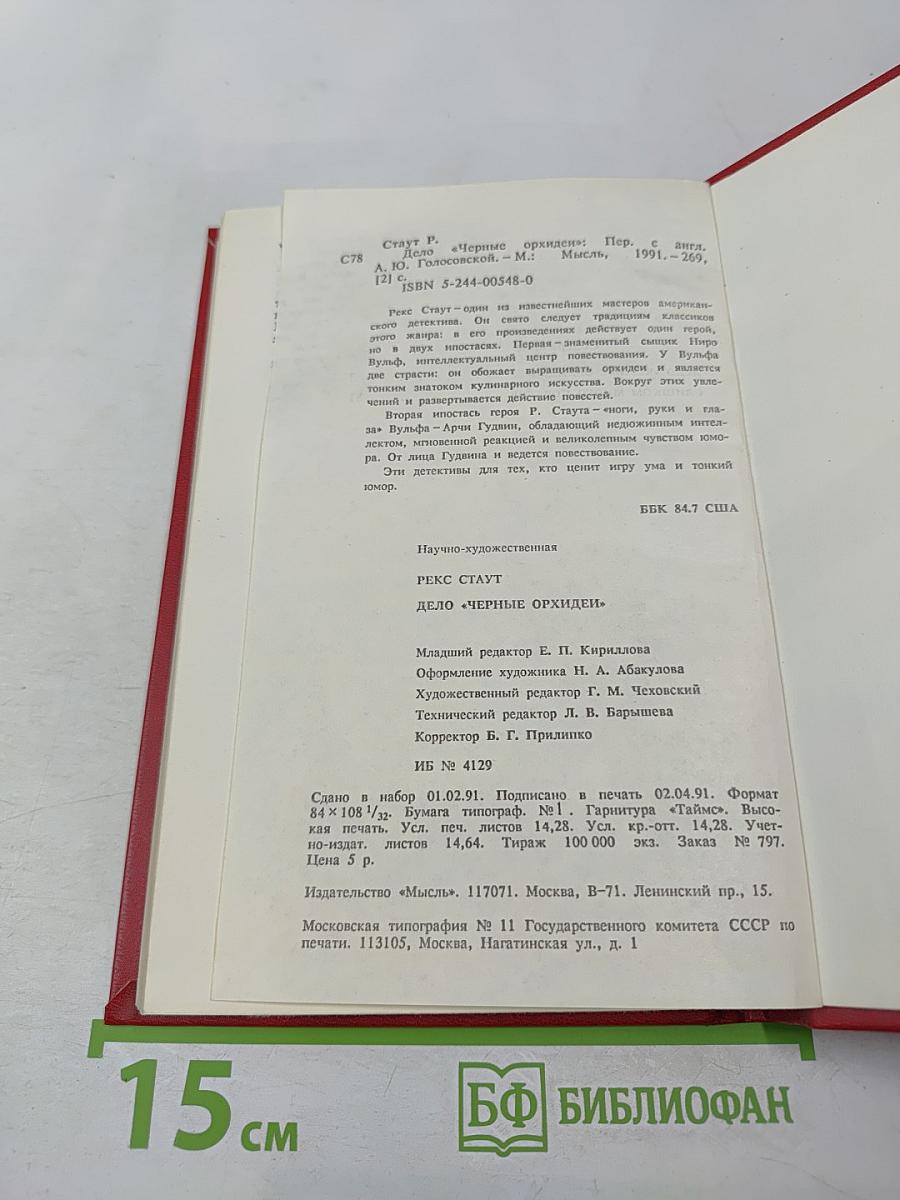 Стаут Р.
С78 Дело «Черные орхидеи»: Пер. с англ.
А. Ю. Голосовской. – М.: Мысль, 1991. – 269,
[2] с.
ISBN 5-244-00548-0
Рекс Стаут – один из известнейших мастеров американ-
ского детектива. Он свято следует традициям классиков
этого жанра: в его произведениях действует один герой,
но в двух ипостасях. Первая – знаменитый сыщик Ниро
Вульф, интеллектуальный центр повествования. У Вульфа
две страсти: он обожает выращивать орхидеи и является
тонким знатоком кулинарного искусства. Вокруг этих увле-
чений и развертывается действие повестей.
Вторая ипостась героя Р. Стаута – «ноги, руки и гла-
за» Вульфа – Арчи Гудвин, обладающий недюжинным интел-
лектом, мгновенной реакцией и великолепным чувством юмо-
ра. От лица Гудвина и ведется повествование.
Эти детективы для тех, кто ценит игру ума и тонкий
юмор.
ББК 84.7 США
Научно-художественная
РЕКС СТАУТ
ДЕЛО «ЧЕРНЫЕ ОРХИДЕИ»
Младший редактор Е. П. Кириллова
Оформление художника Н. А. Абакулова
Художественный редактор Г. М. Чеховский
Технический редактор Л. В. Барышева
Корректор Б. Г. Прилипко
ИБ № 4129
Сдано в набор 01.02.91. Подписано в печать 02.04.91. Формат
84 × 108 1/32. Бумага типограф. № 1 . Гарнитура «Таймс». Высо-
кая печать. Усл. печ. листов 14,28. Усл. кр.-отт. 14,28. Учет-
но-издат. листов 14,64. Тираж 100 000 экз. Заказ № 797.
Цена 5 р.
Издательство «Мысль». 117071. Москва, В-71. Ленинский пр., 15.
Московская типография № 11 Государственного комитета СССР по
печати. 113105, Москва, Нагатинская ул., д. 1
15 см
БФ БИБЛИОФАН